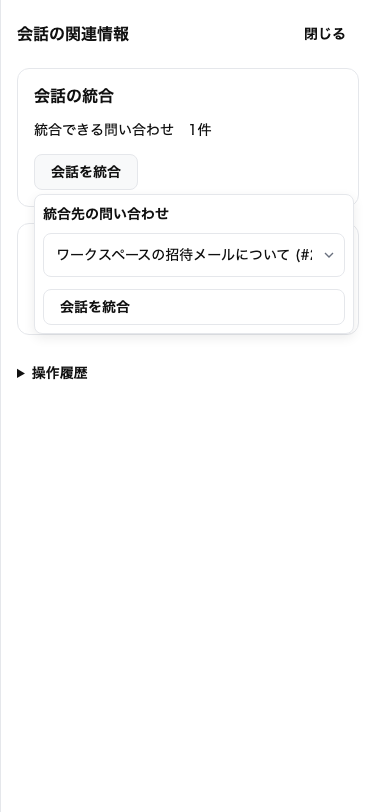 会話の関連情報
閉じる
会話の統合
統合できる問い合わせ 1件
会話を統合
統合先の問い合わせ
ワークスペースの招待メールについて (#
会話を統合
▶ 操作履歴